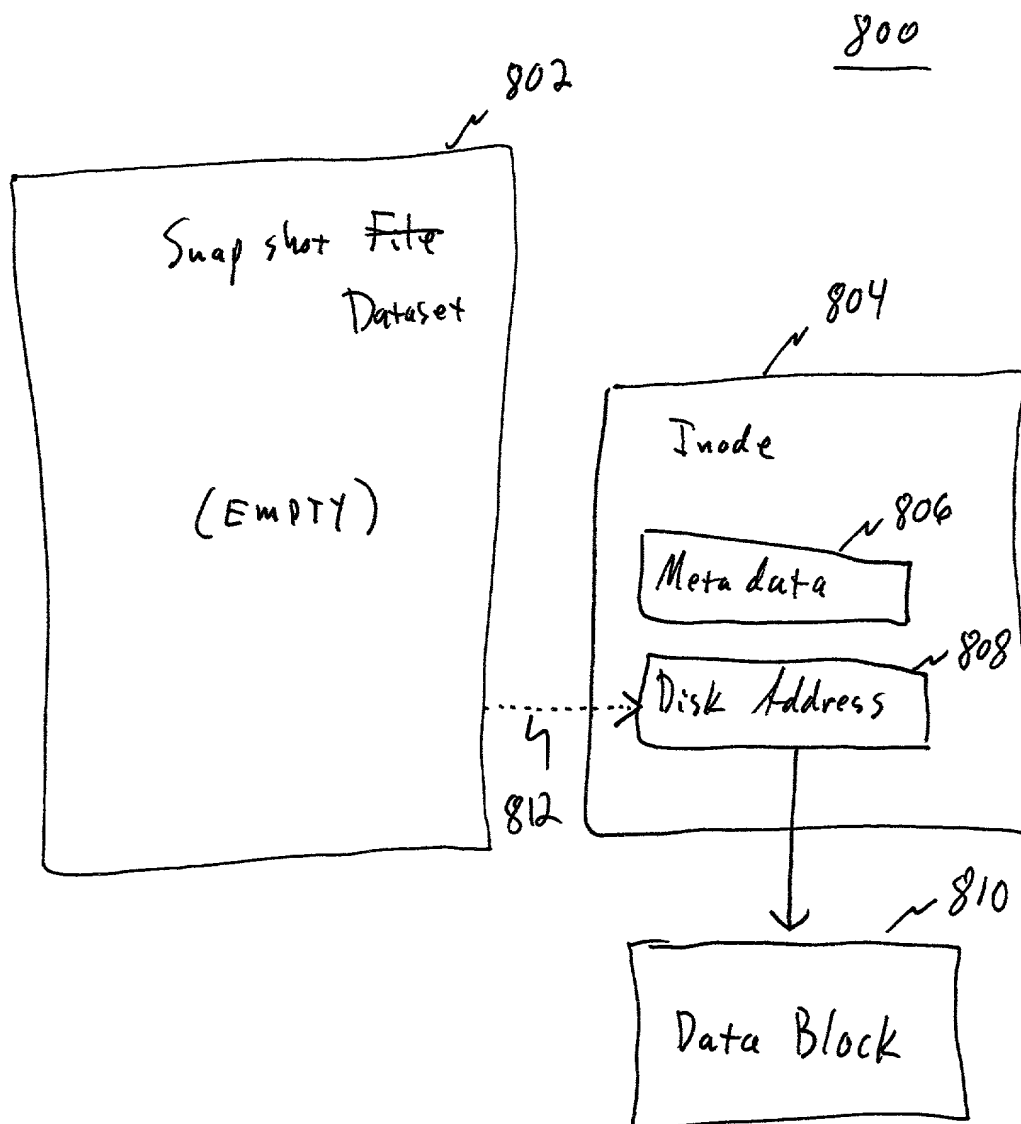 800
802
Snapshot File
Dataset
(EMPTY)
804
Inode
806
Metadata
808
Disk Address
812
810
Data Block